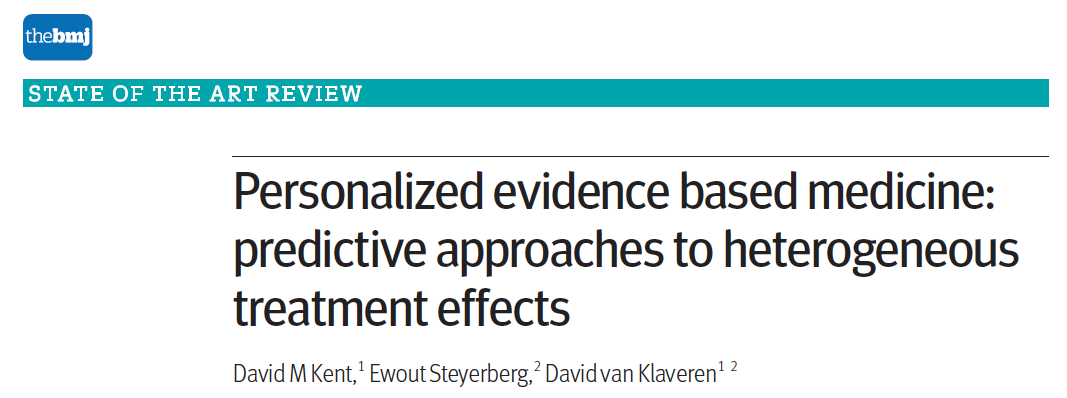 thebmj
STATE OF THE ART REVIEW
Personalized evidence based medicine:
predictive approaches to heterogeneous
treatment effects
David M Kent,1 Ewout Steyerberg,2 David van Klaveren1 2